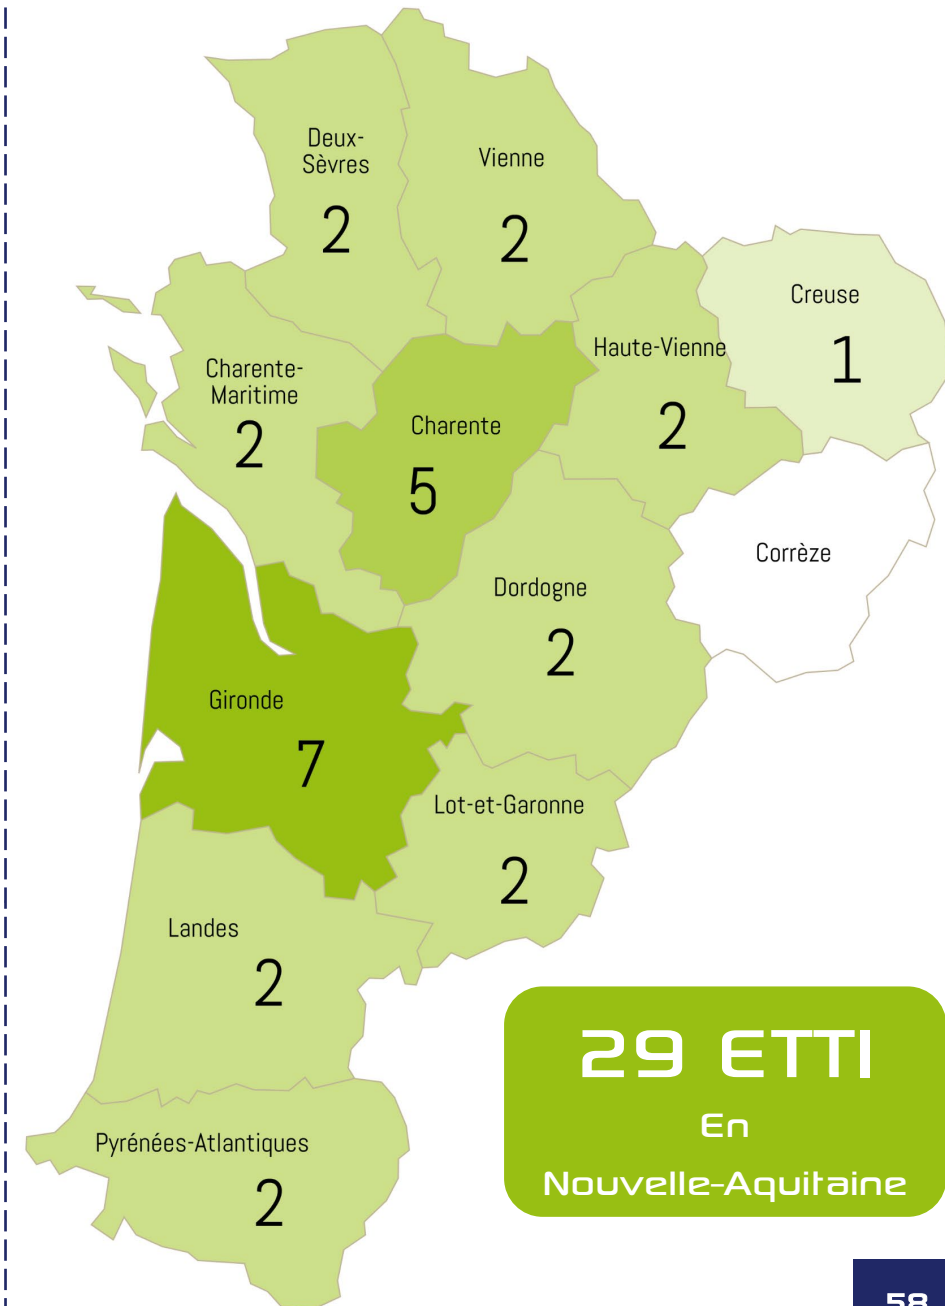 Deux-
Sèvres
2
Vienne
2
Creuse
1
Haute-Vienne
2
Charente-
Maritime
2
Charente
5
Corrèze
Dordogne
2
Gironde
7
Lot-et-Garonne
2
Landes
2
Pyrénées-Atlantiques
2
29 ETTI
En
Nouvelle-Aquitaine
58